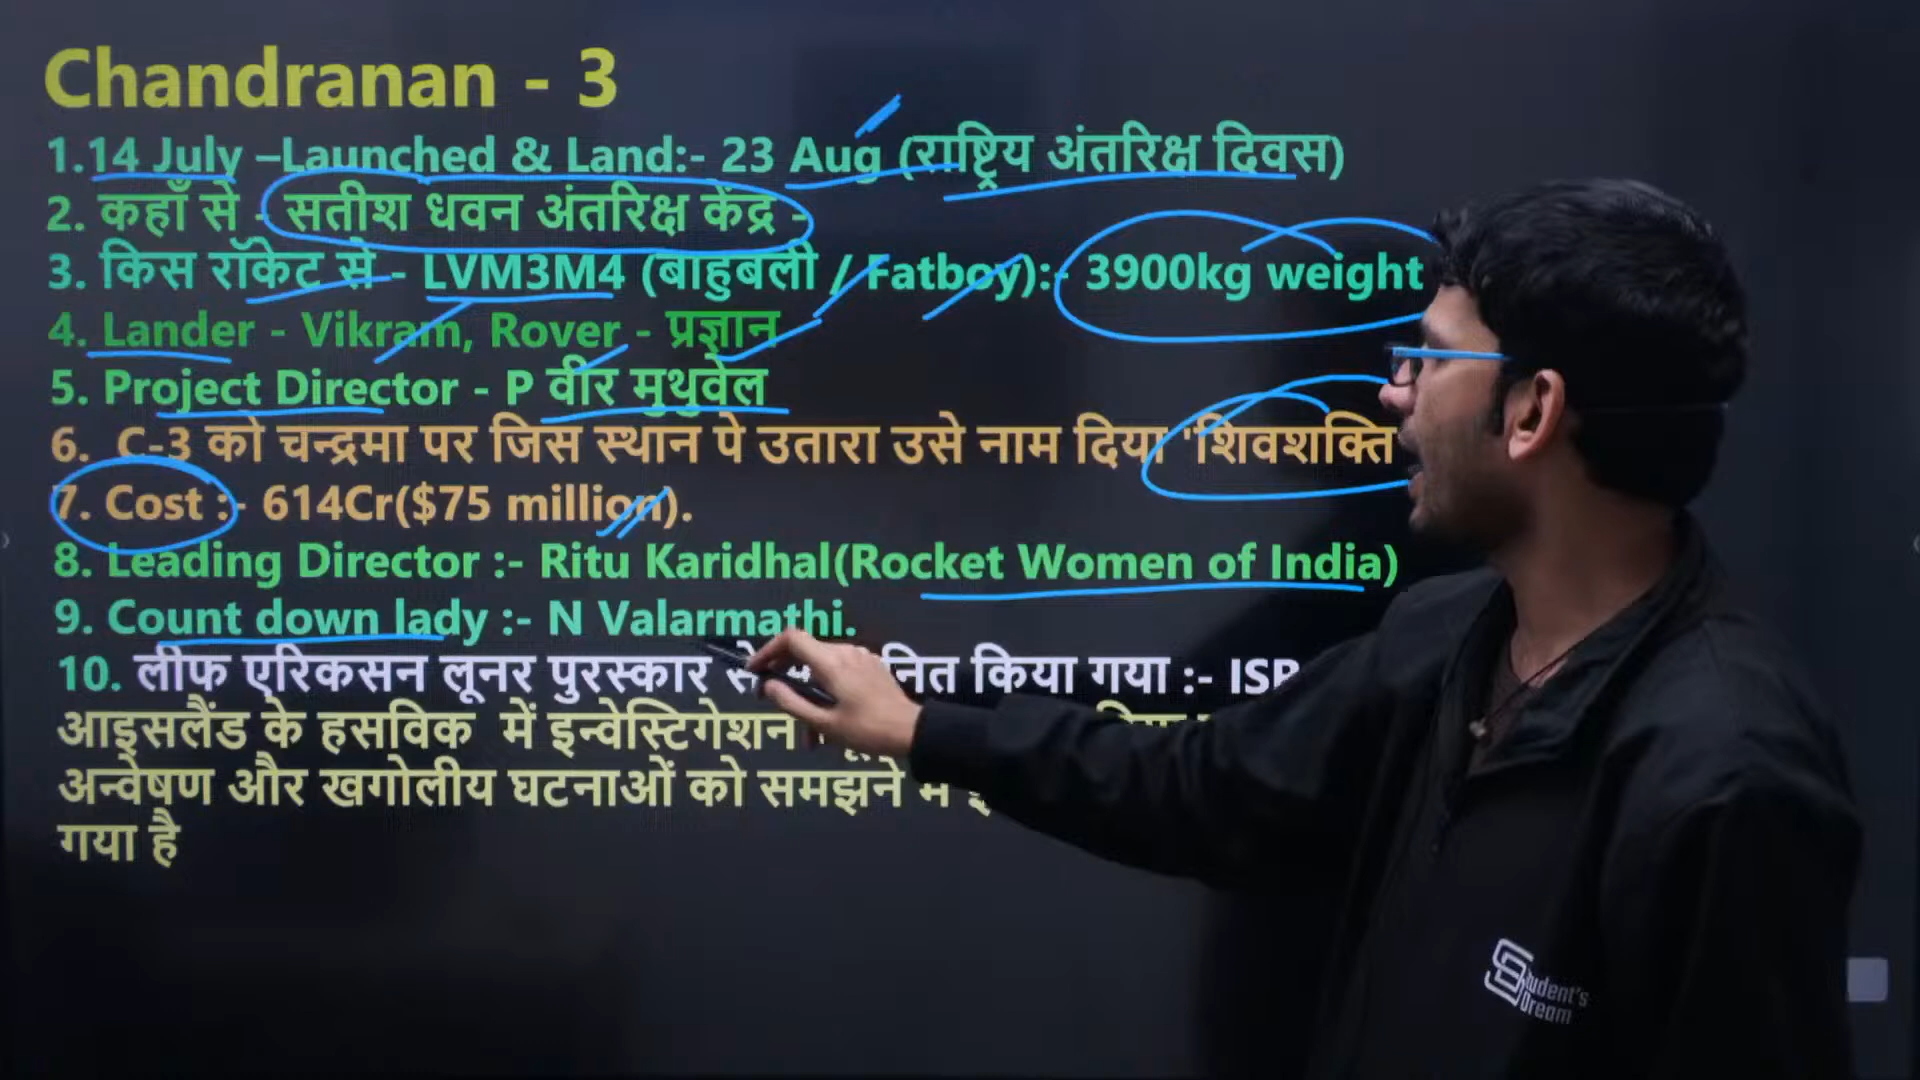 Chandranan - 3
1.14 July –Launched & Land:- 23 Aug (राष्ट्रिय अंतरिक्ष दिवस)
2. कहाँ से - सतीश धवन अंतरिक्ष केंद्र -
3. किस रॉकेट से - LVM3M4 (बाहुबली / Fatboy):- 3900kg weight
4. Lander - Vikram, Rover - प्रज्ञान
5. Project Director - P वीर मुथुवेल
6. C-3 को चन्द्रमा पर जिस स्थान पे उतारा उसे नाम दिया 'शिवशक्ति
7. Cost :- 614Cr($75 million).
8. Leading Director :- Ritu Karidhal(Rocket Women of India)
9. Count down lady :- N Valarmathi.
10. लीफ एरिकसन लूनर पुरस्कार से किया गया :-
आइसलैंड के हसविक में इन्वेस्टिगेशन
अन्वेषण और खगोलीय घटनाओं को समझने में
गया है
Student's
Dream